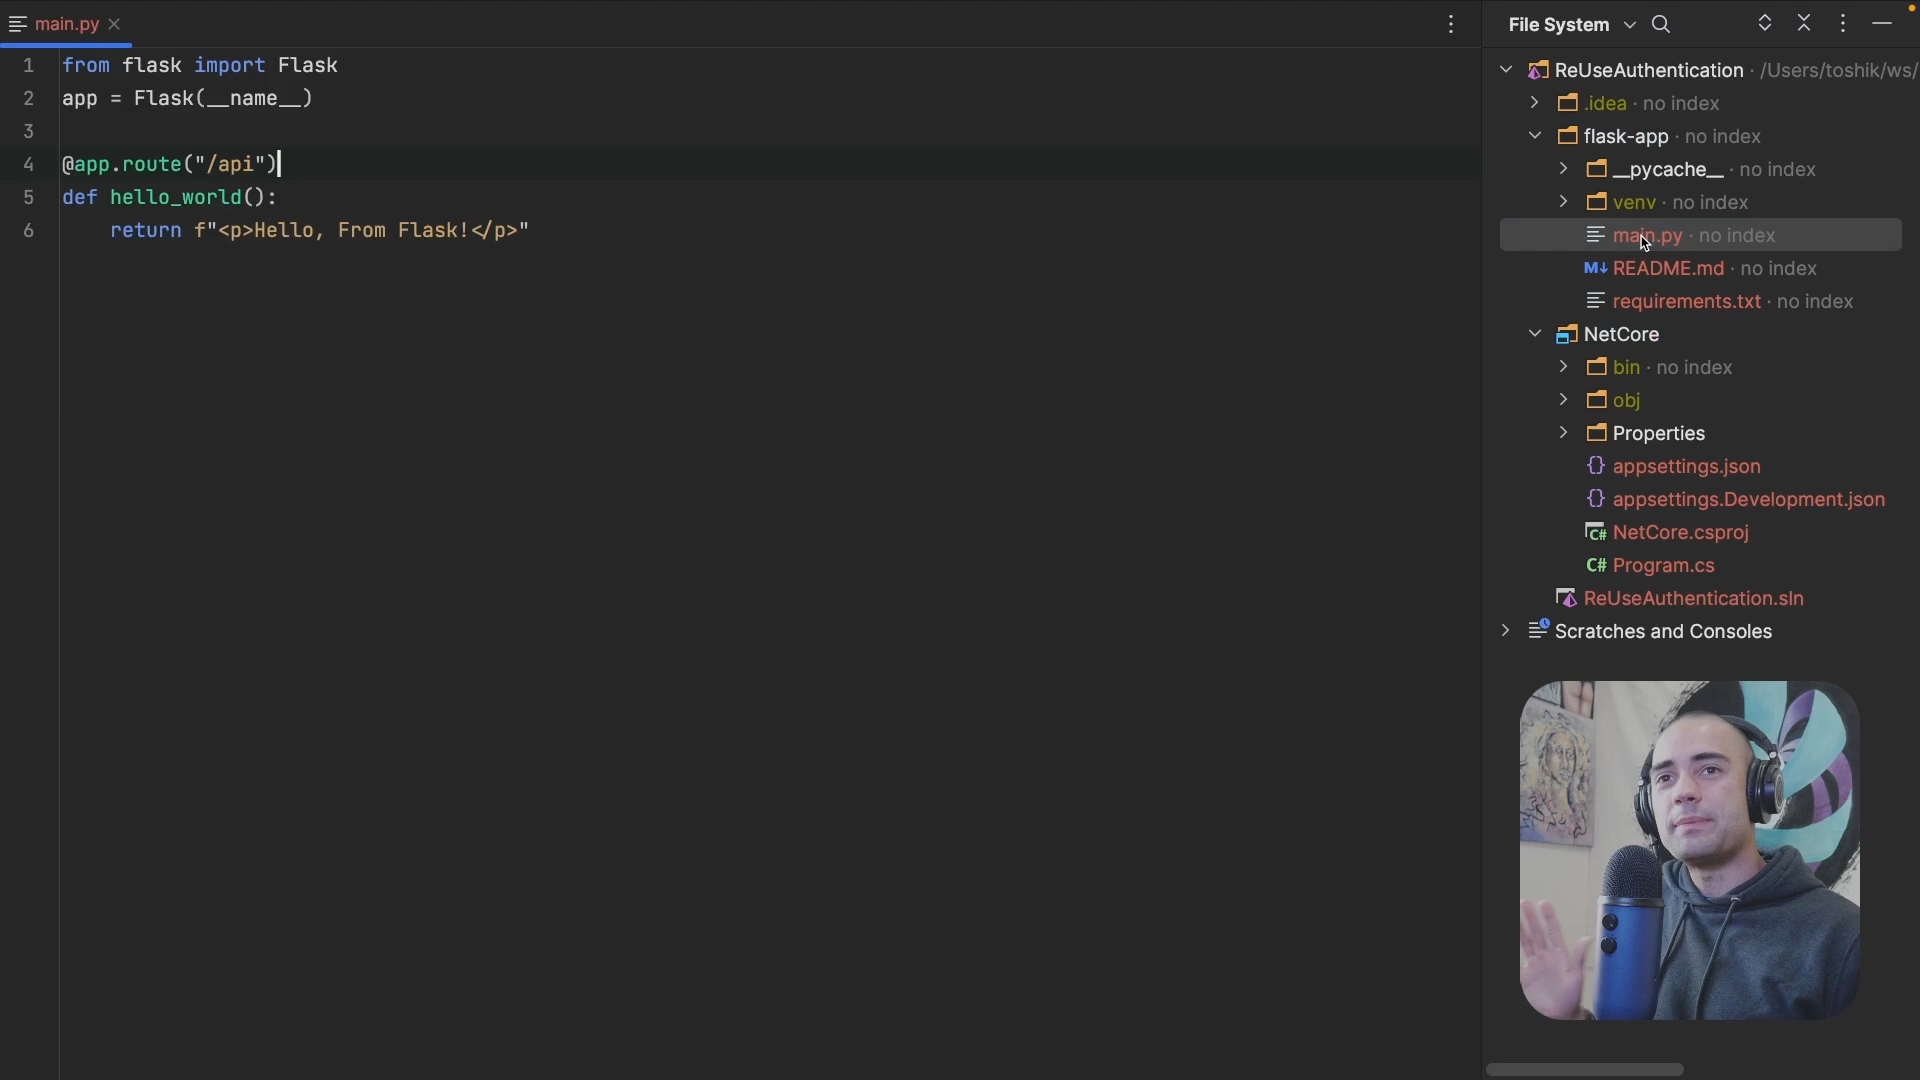 main.py
1 from flask import Flask
2 app = Flask(__name__)
3
4 @app.route("/api")
5 def hello_world():
6 return f"<p>Hello, From Flask!</p>"
File System
ReUseAuthentication · /Users/toshik/ws/
.idea · no index
flask-app · no index
__pycache__ · no index
venv · no index
main.py · no index
M↓ README.md · no index
requirements.txt · no index
NetCore
bin · no index
obj
Properties
{} appsettings.json
{} appsettings.Development.json
C# NetCore.csproj
C# Program.cs
ReUseAuthentication.sln
Scratches and Consoles